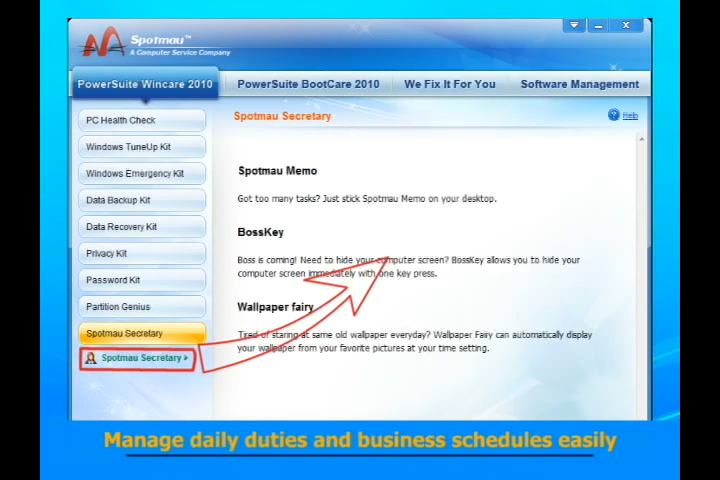 Spotmau™
A Computer Service Company
PowerSuite Wincare 2010
PowerSuite BootCare 2010
We Fix It For You
Software Management
PC Health Check
Windows TuneUp Kit
Windows Emergency Kit
Data Backup Kit
Data Recovery Kit
Privacy Kit
Password Kit
Partition Genius
Spotmau Secretary
Spotmau Secretary
Spotmau Secretary
Help
Spotmau Memo
Got too many tasks? Just stick Spotmau Memo on your desktop.
BossKey
Boss is coming! Need to hide your computer screen? BossKey allows you to hide your
computer screen immediately with one key press.
Wallpaper fairy
Tired of staring at same old wallpaper everyday? Wallpaper Fairy can automatically display
your wallpaper from your favorite pictures at your time setting.
Manage daily duties and business schedules easily